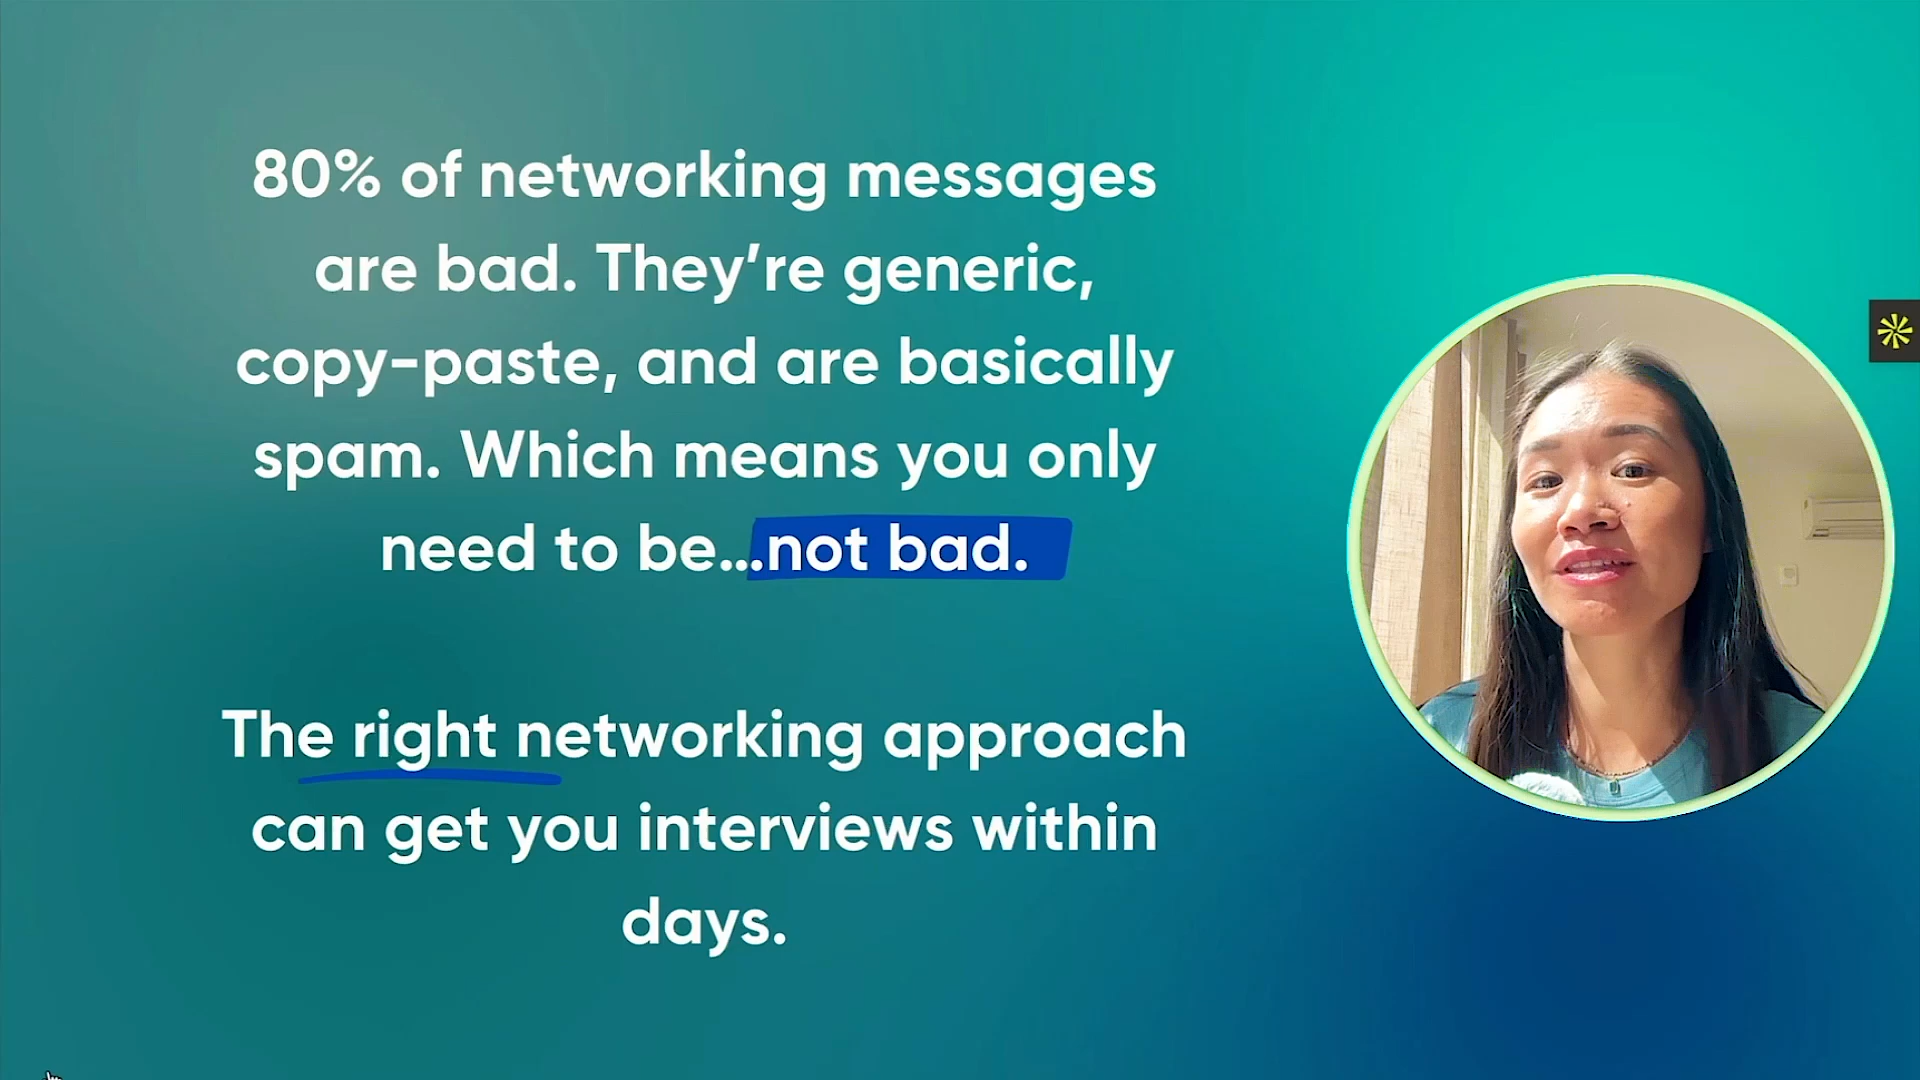 80% of networking messages
are bad. They’re generic,
copy-paste, and are basically
spam. Which means you only
need to be...not bad.
The right networking approach
can get you interviews within
days.